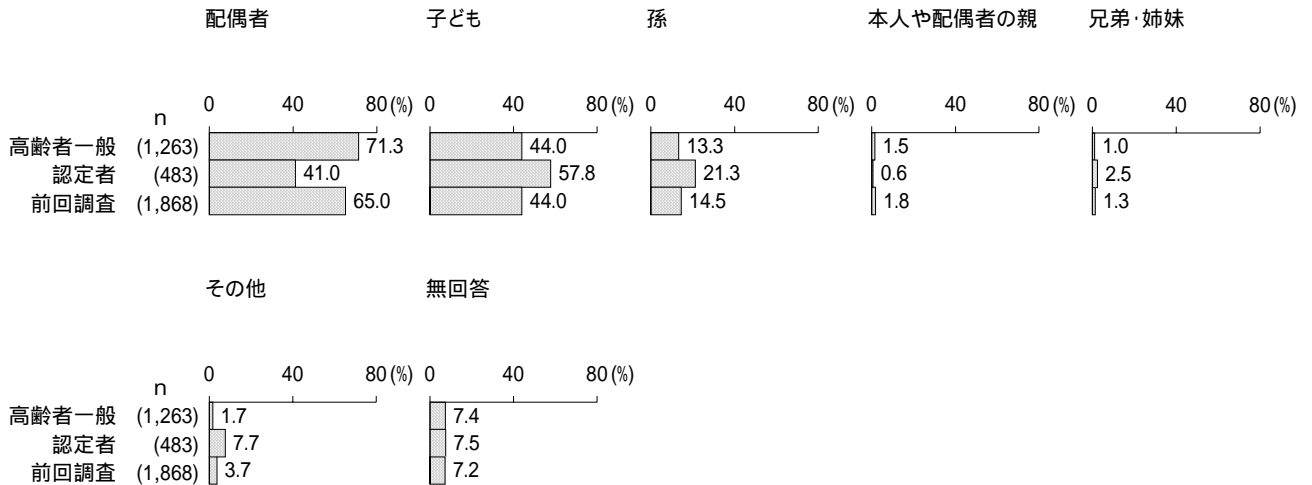 配偶者 子ども 孫 本人や配偶者の親 兄弟・姉妹
n 0 40 80(%) 0 40 80(%) 0 40 80(%) 0 40 80(%) 0 40 80(%)
高齢者一般 (1,263) 71.3 44.0 13.3 1.5 1.0
認定者 (483) 41.0 57.8 21.3 0.6 2.5
前回調査 (1,868) 65.0 44.0 14.5 1.8 1.3
その他 無回答
n 0 40 80(%) 0 40 80(%)
高齢者一般 (1,263) 1.7 7.4
認定者 (483) 7.7 7.5
前回調査 (1,868) 3.7 7.2